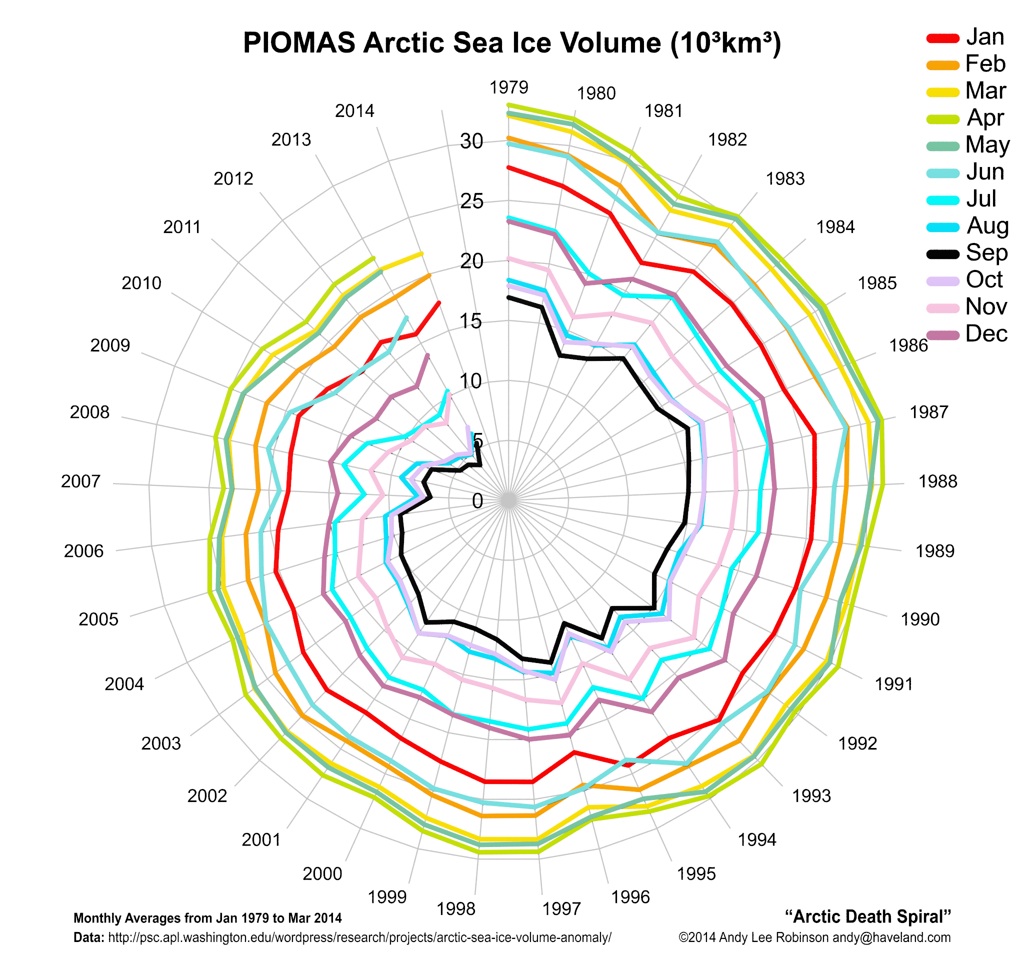 PIOMAS Arctic Sea Ice Volume (10³km³)
Jan
Feb
Mar
Apr
May
Jun
Jul
Aug
Sep
Oct
Nov
Dec
1979
1980
1981
1982
1983
1984
1985
1986
1987
1988
1989
1990
1991
1992
1993
1994
1995
1996
1997
1998
1999
2000
2001
2002
2003
2004
2005
2006
2007
2008
2009
2010
2011
2012
2013
2014
30
25
20
15
10
5
0
Monthly Averages from Jan 1979 to Mar 2014
Data: http://psc.apl.washington.edu/wordpress/research/projects/arctic-sea-ice-volume-anomaly/
“Arctic Death Spiral”
©2014 Andy Lee Robinson andy@haveland.com